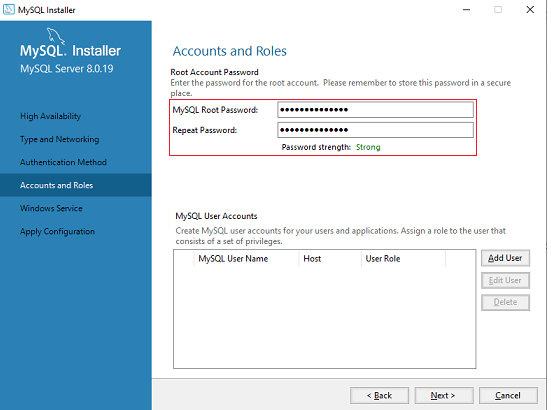 MySQL Installer
MySQL. Installer
MySQL Server 8.0.19
High Availability
Type and Networking
Authentication Method
Accounts and Roles
Windows Service
Apply Configuration
Accounts and Roles
Root Account Password
Enter the password for the root account. Please remember to store this password in a secure
place.
MySQL Root Password: ●●●●●●●●●●●●●●
Repeat Password: ●●●●●●●●●●●●●●
Password strength: Strong
MySQL User Accounts
Create MySQL user accounts for your users and applications. Assign a role to the user that
consists of a set of privileges.
MySQL User Name Host User Role
Add User
Edit User
Delete
< Back Next > Cancel